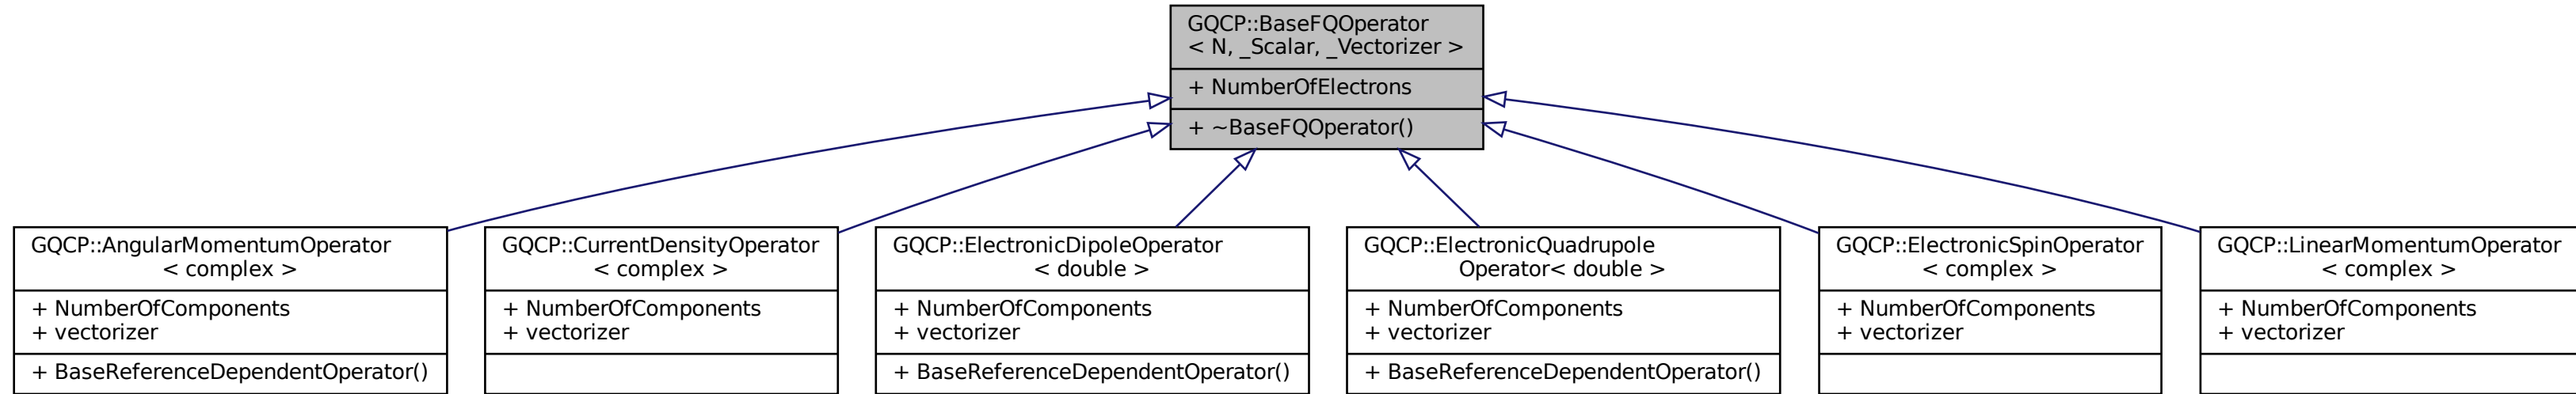 GQCP::BaseFQOperator
< N, _Scalar, _Vectorizer >
+ NumberOfElectrons
+ ~BaseFQOperator()
GQCP::AngularMomentumOperator
< complex >
+ NumberOfComponents
+ vectorizer
+ BaseReferenceDependentOperator()
GQCP::CurrentDensityOperator
< complex >
+ NumberOfComponents
+ vectorizer
GQCP::ElectronicDipoleOperator
< double >
+ NumberOfComponents
+ vectorizer
+ BaseReferenceDependentOperator()
GQCP::ElectronicQuadrupole
Operator< double >
+ NumberOfComponents
+ vectorizer
+ BaseReferenceDependentOperator()
GQCP::ElectronicSpinOperator
< complex >
+ NumberOfComponents
+ vectorizer
GQCP::LinearMomentumOperator
< complex >
+ NumberOfComponents
+ vectorizer